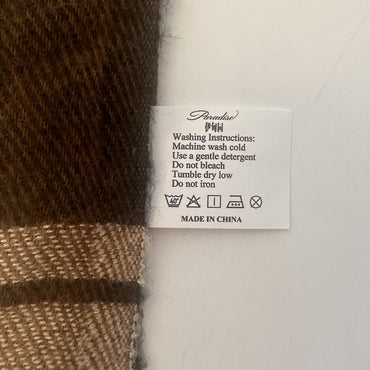 Paradise
Washing Instructions:
Machine wash cold
Use a gentle detergent
Do not bleach
Tumble dry low
Do not iron
MADE IN CHINA